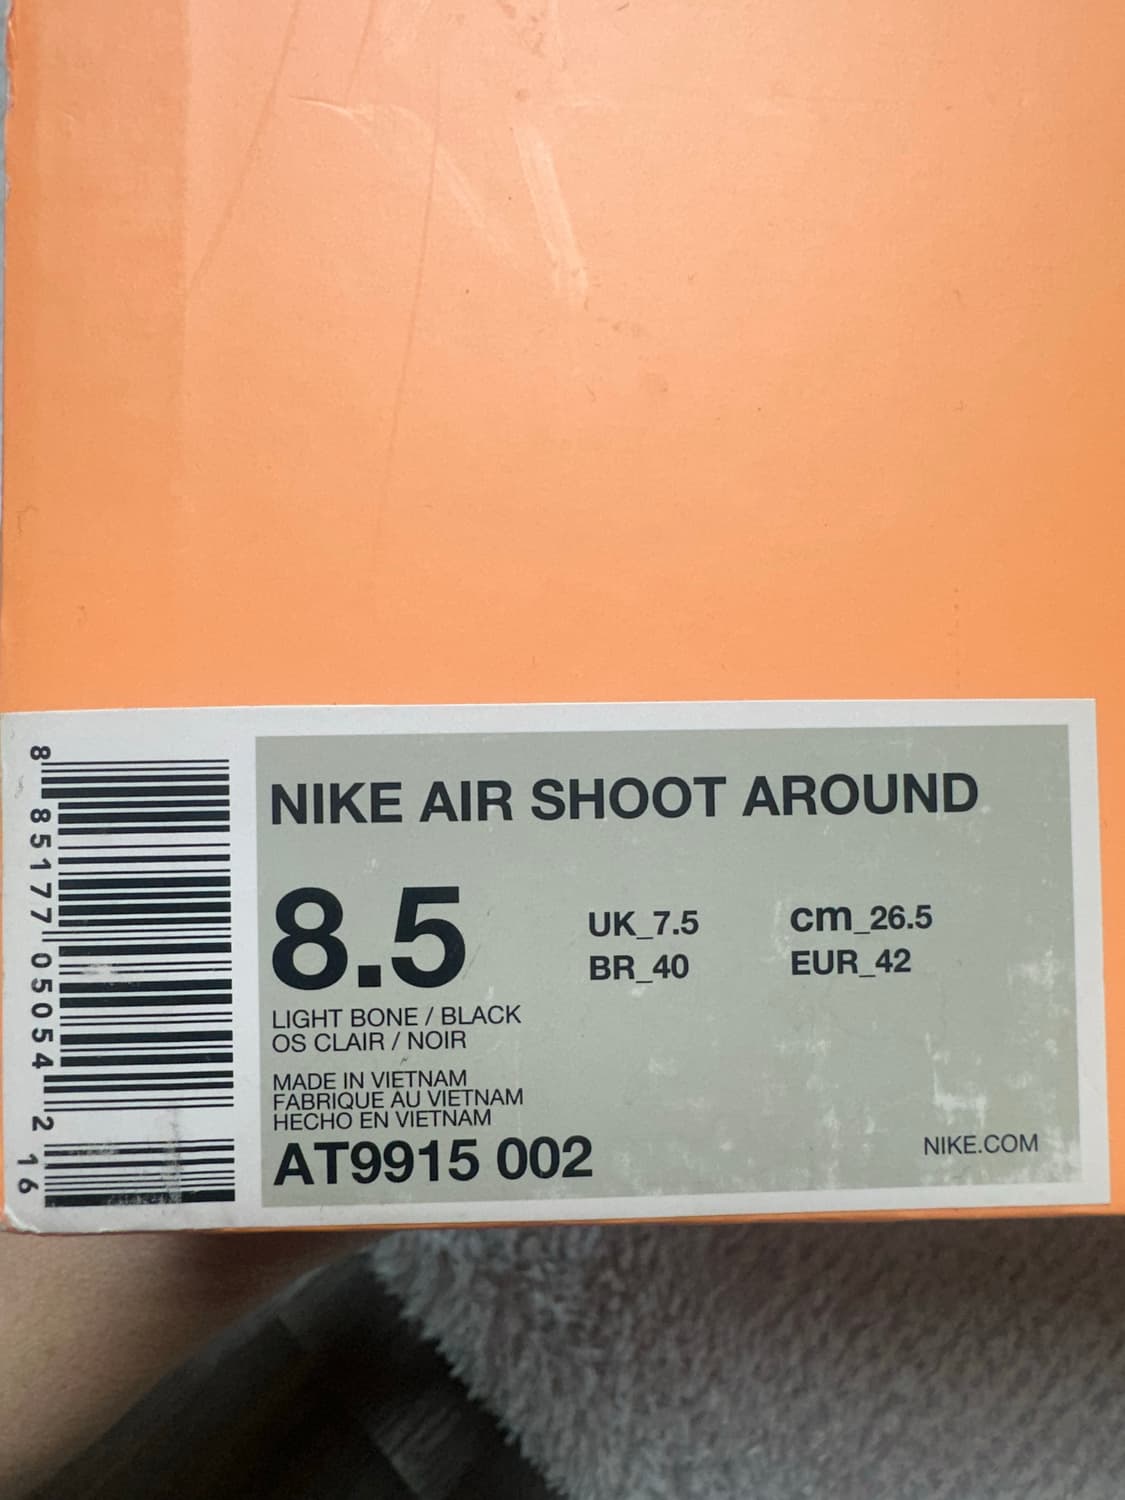 8 85177 05054 2 16
NIKE AIR SHOOT AROUND
8.5
UK_7.5
cm_26.5
BR_40
EUR_42
LIGHT BONE / BLACK
OS CLAIR / NOIR
MADE IN VIETNAM
FABRIQUE AU VIETNAM
HECHO EN VIETNAM
AT9915 002
NIKE.COM